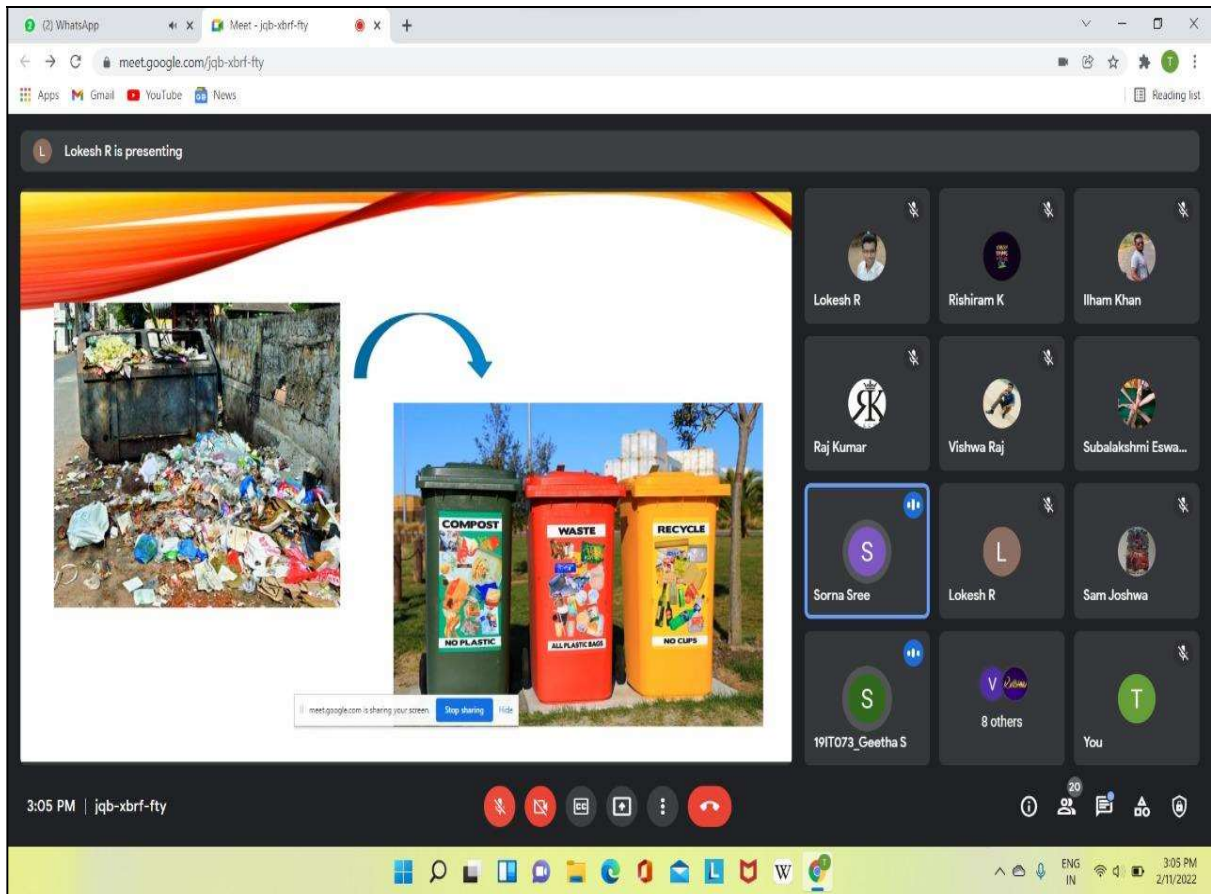 (2) WhatsApp
Meet - jqb-xbrf-fty
meet.google.com/jqb-xbrf-fty
T
Apps
Gmail
YouTube
News
Reading list
L
Lokesh R is presenting
COMPOST
NO PLASTIC
WASTE
ALL PLASTIC BAGS
RECYCLE
NO CUPS
meet.google.com is sharing your screen.
Stop sharing
Hide
Lokesh R
Rishiram K
Ilham Khan
RK
Raj Kumar
Vishwa Raj
Subalakshmi Eswa...
S
Sorna Sree
L
Lokesh R
Sam Joshwa
S
19IT073_Geetha S
V
8 others
T
You
3:05 PM | jqb-xbrf-fty
CC
20
L
W
ENG
IN
3:05 PM
2/11/2022